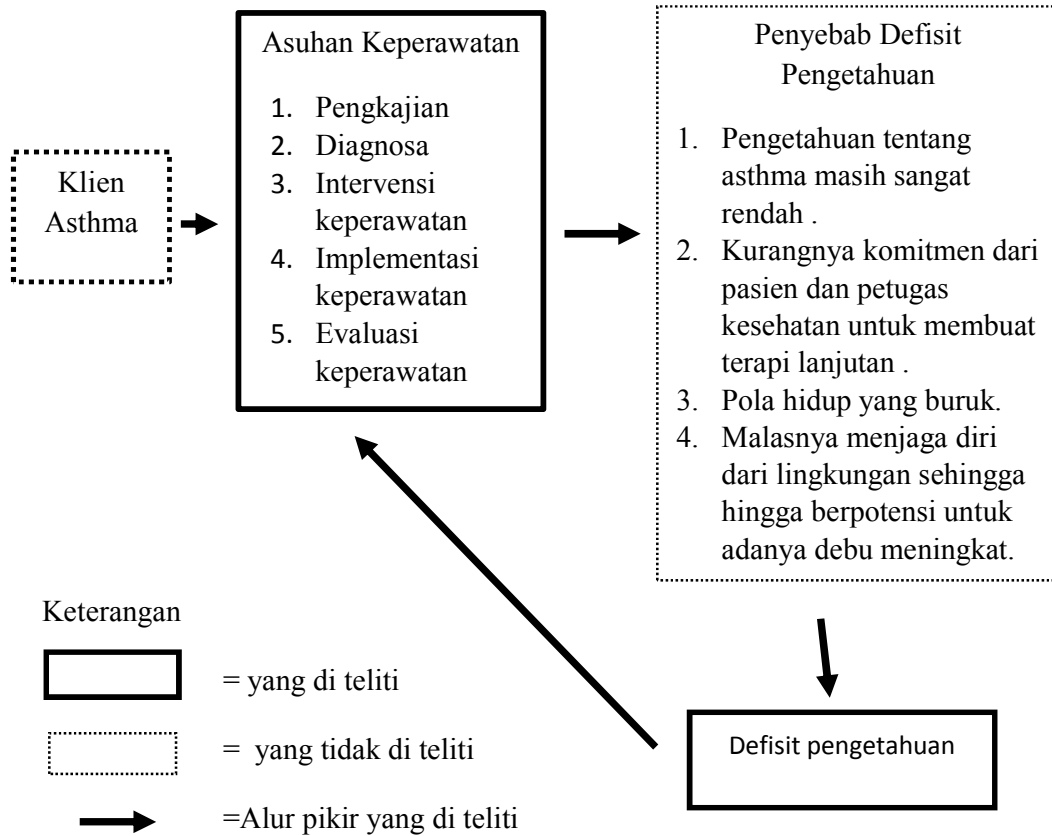 Klien
Asthma
Asuhan Keperawatan
1. Pengkajian
2. Diagnosa
3. Intervensi
keperawatan
4. Implementasi
keperawatan
5. Evaluasi
keperawatan
Penyebab Defisit
Pengetahuan
1. Pengetahuan tentang
asthma masih sangat
rendah .
2. Kurangnya komitmen dari
pasien dan petugas
kesehatan untuk membuat
terapi lanjutan .
3. Pola hidup yang buruk.
4. Malasnya menjaga diri
dari lingkungan sehingga
hingga berpotensi untuk
adanya debu meningkat.
Defisit pengetahuan
Keterangan
= yang di teliti
= yang tidak di teliti
=Alur pikir yang di teliti